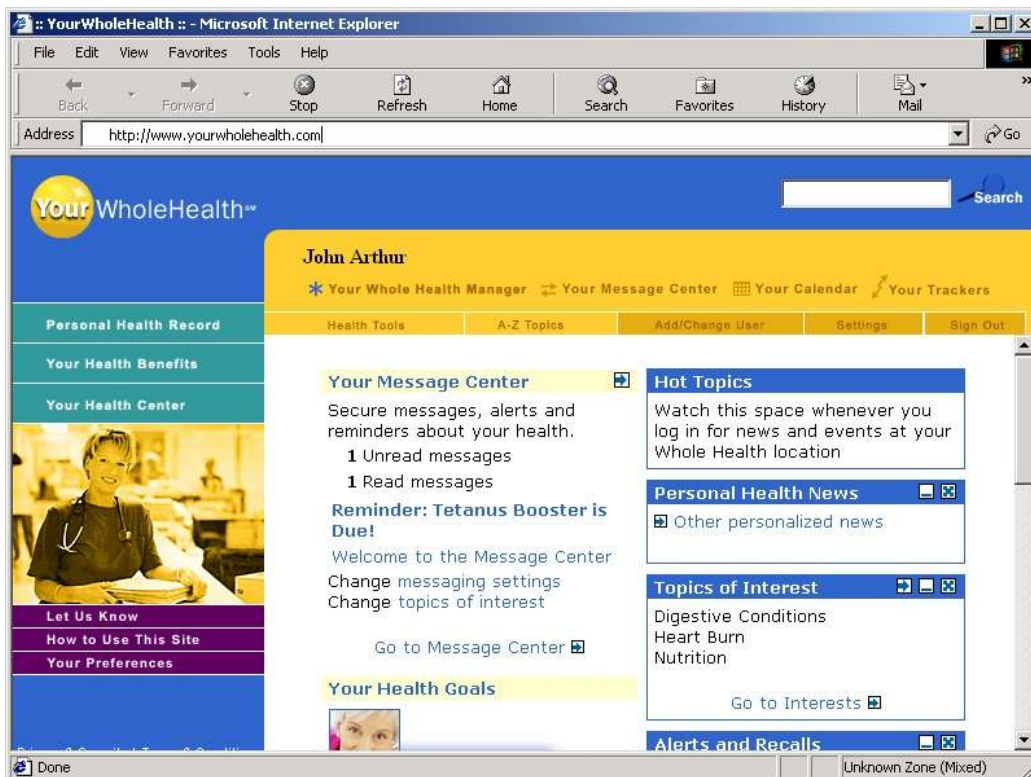 :: YourWholeHealth :: - Microsoft Internet Explorer
File Edit View Favorites Tools Help
Back Forward Stop Refresh Home Search Favorites History Mail »
Address http://www.yourwholehealth.com Go
Your WholeHealth℠
Search
John Arthur
Your Whole Health Manager Your Message Center Your Calendar Your Trackers
Health Tools A-Z Topics Add/Change User Settings Sign Out
Personal Health Record
Your Health Benefits
Your Health Center
Let Us Know
How to Use This Site
Your Preferences
Your Message Center
Secure messages, alerts and
reminders about your health.
1 Unread messages
1 Read messages
Reminder: Tetanus Booster is
Due!
Welcome to the Message Center
Change messaging settings
Change topics of interest
Go to Message Center
Your Health Goals
Hot Topics
Watch this space whenever you
log in for news and events at your
Whole Health location
Personal Health News
Other personalized news
Topics of Interest
Digestive Conditions
Heart Burn
Nutrition
Go to Interests
Alerts and Recalls
Done Unknown Zone (Mixed)